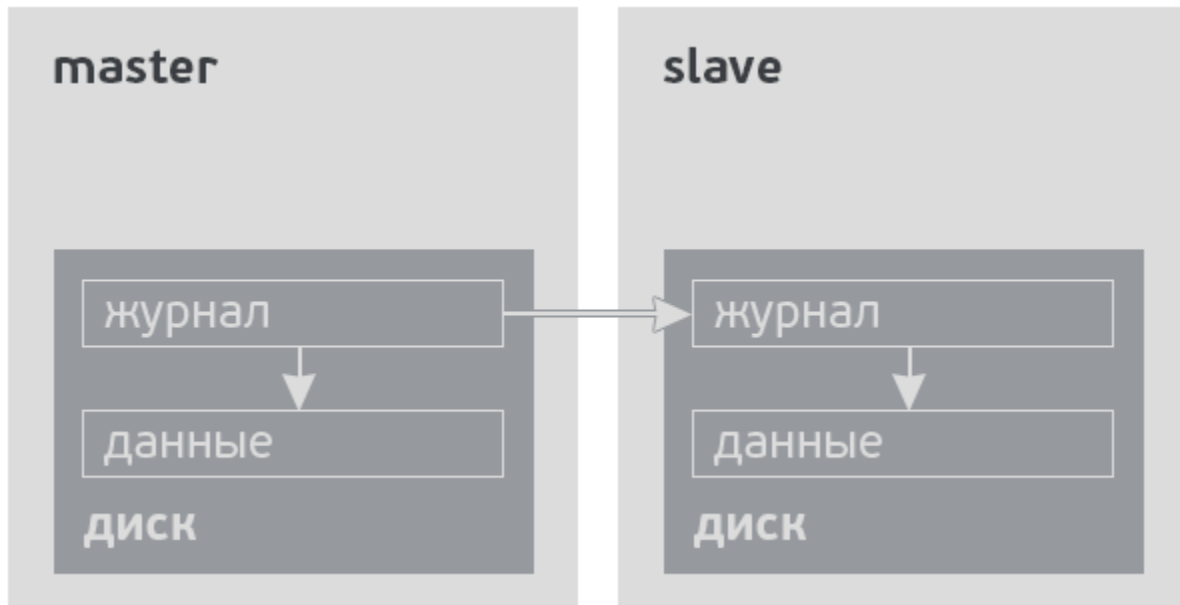 master
журнал
данные
диск
slave
журнал
данные
диск